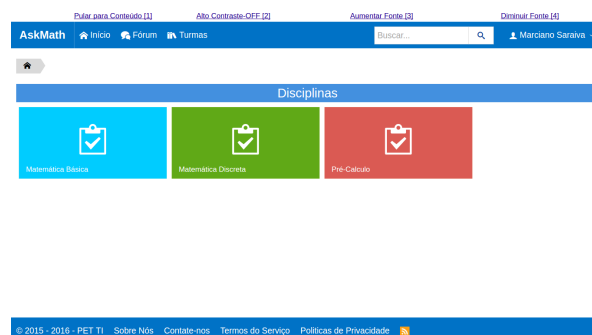 Pular para Conteúdo [1] Alto Contraste-OFF [2] Aumentar Fonte [3] Diminuir Fonte [4]
AskMath Início Fórum Turmas Buscar... Marciano Saraiva
Disciplinas
Matemática Básica Matemática Discreta Pré-Calculo
© 2015 - 2016 - PET TI Sobre Nós Contate-nos Termos do Serviço Politicas de Privacidade